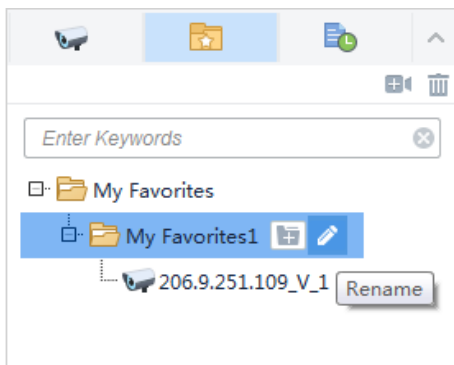 Enter Keywords
My Favorites
My Favorites1
206.9.251.109_V_1
Rename